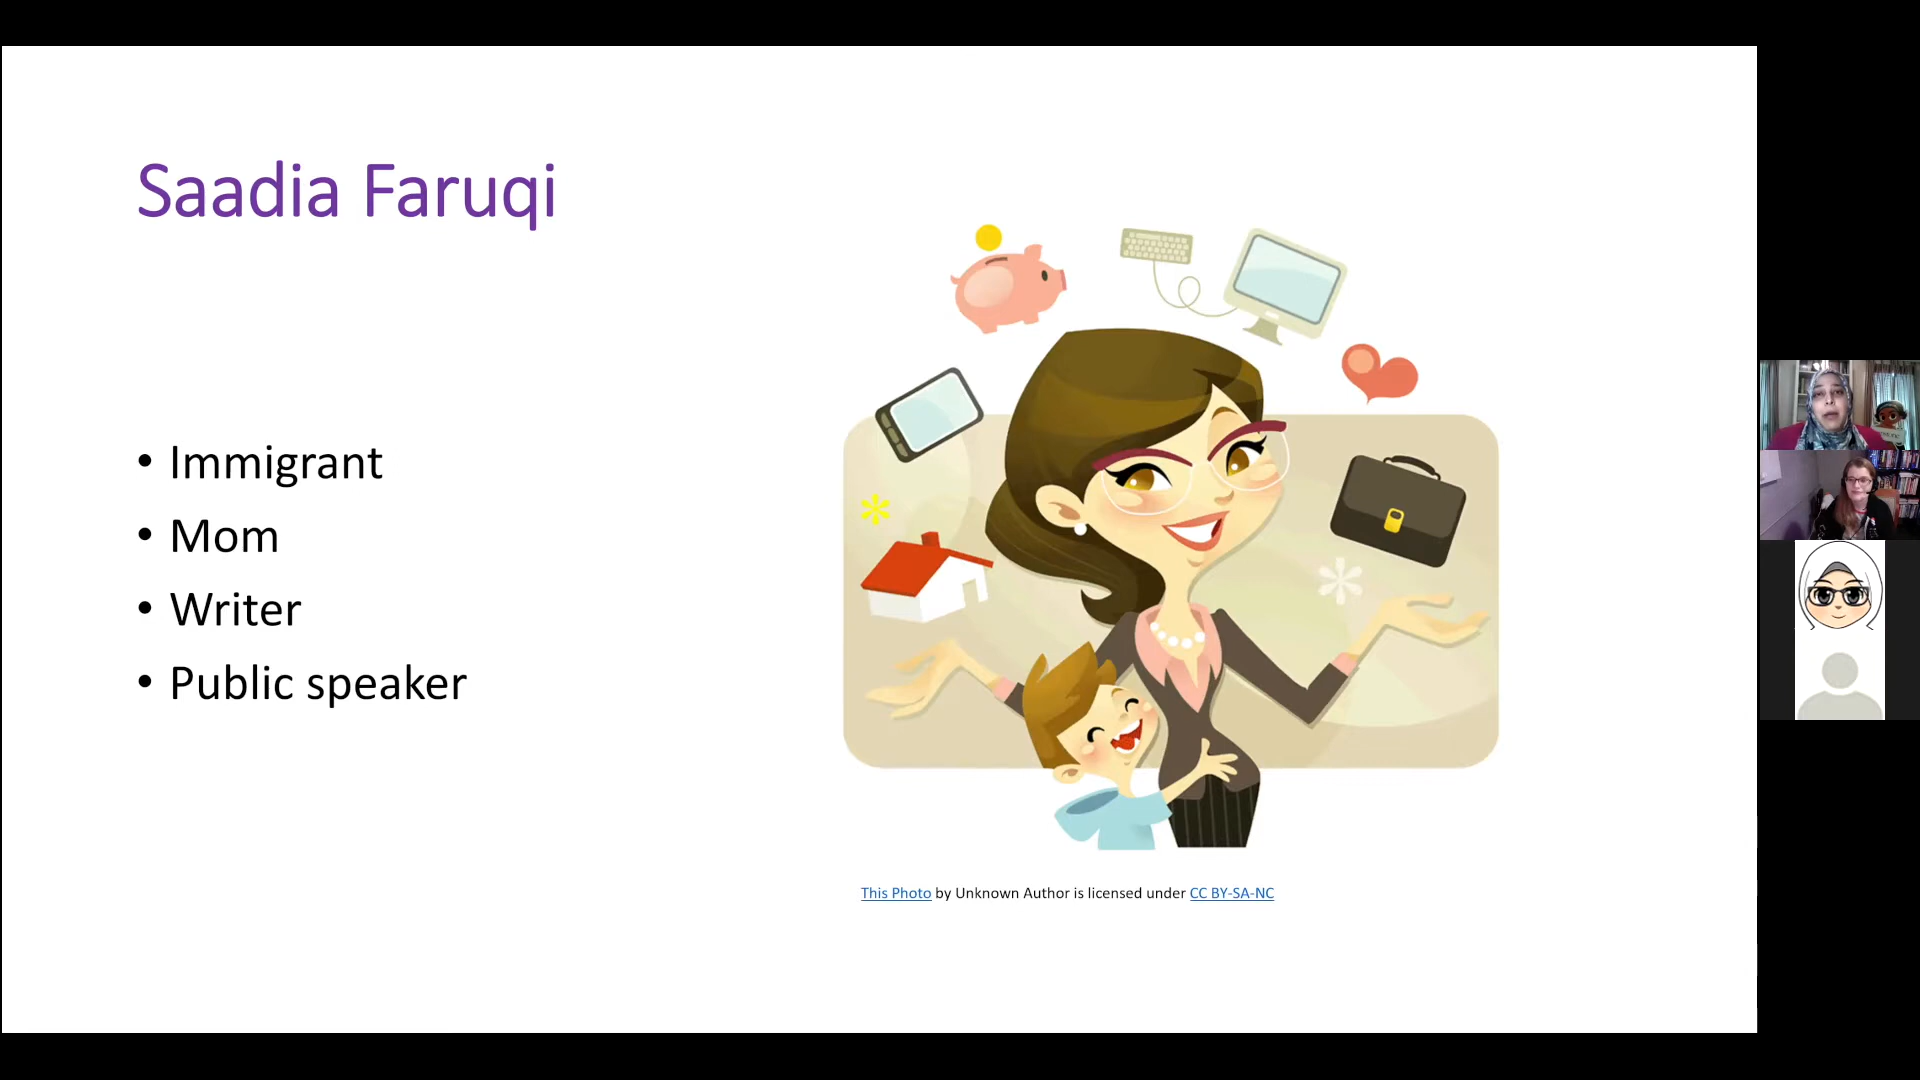 Saadia Faruqi
• Immigrant
• Mom
• Writer
• Public speaker
This Photo by Unknown Author is licensed under CC BY-SA-NC